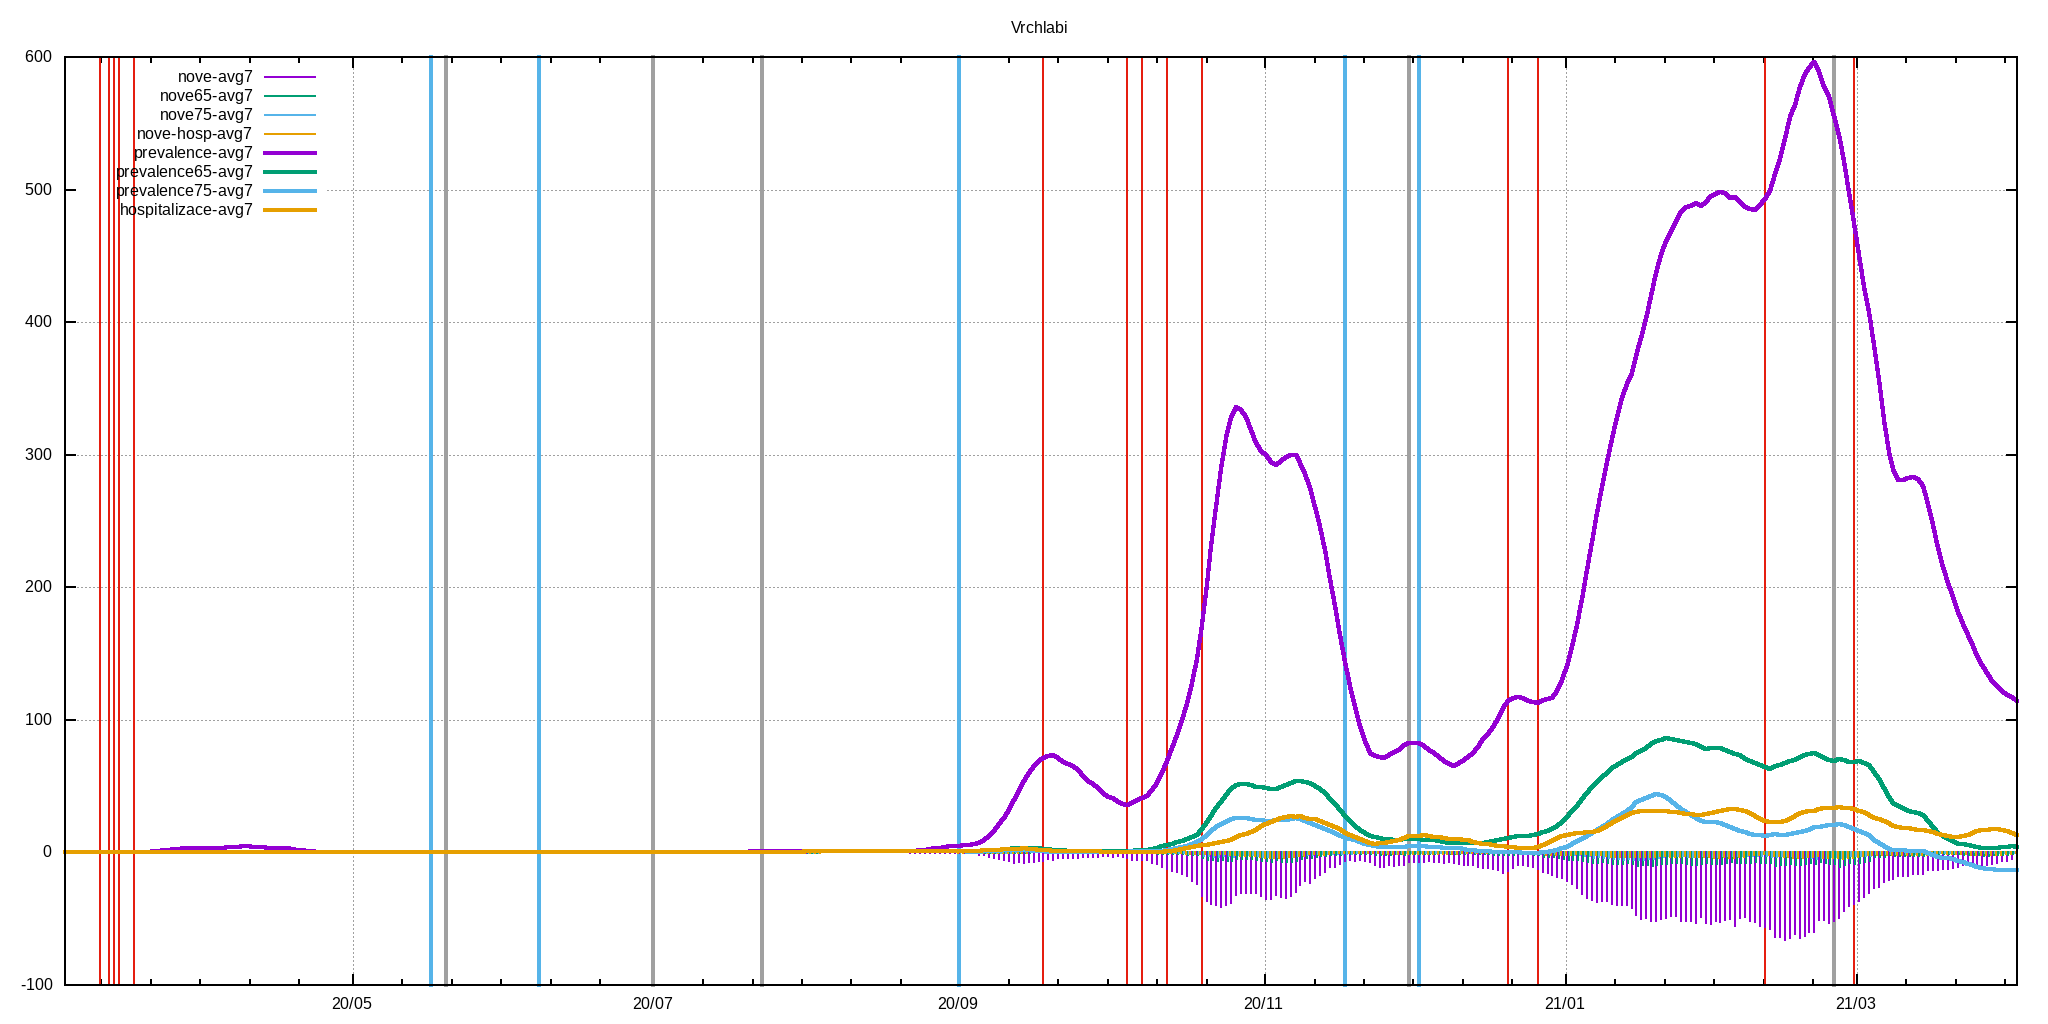 Vrchlabi
600
500
400
300
200
100
0
-100
nove-avg7
nove65-avg7
nove75-avg7
nove-hosp-avg7
prevalence-avg7
prevalence65-avg7
prevalence75-avg7
hospitalizace-avg7
20/05
20/07
20/09
20/11
21/01
21/03